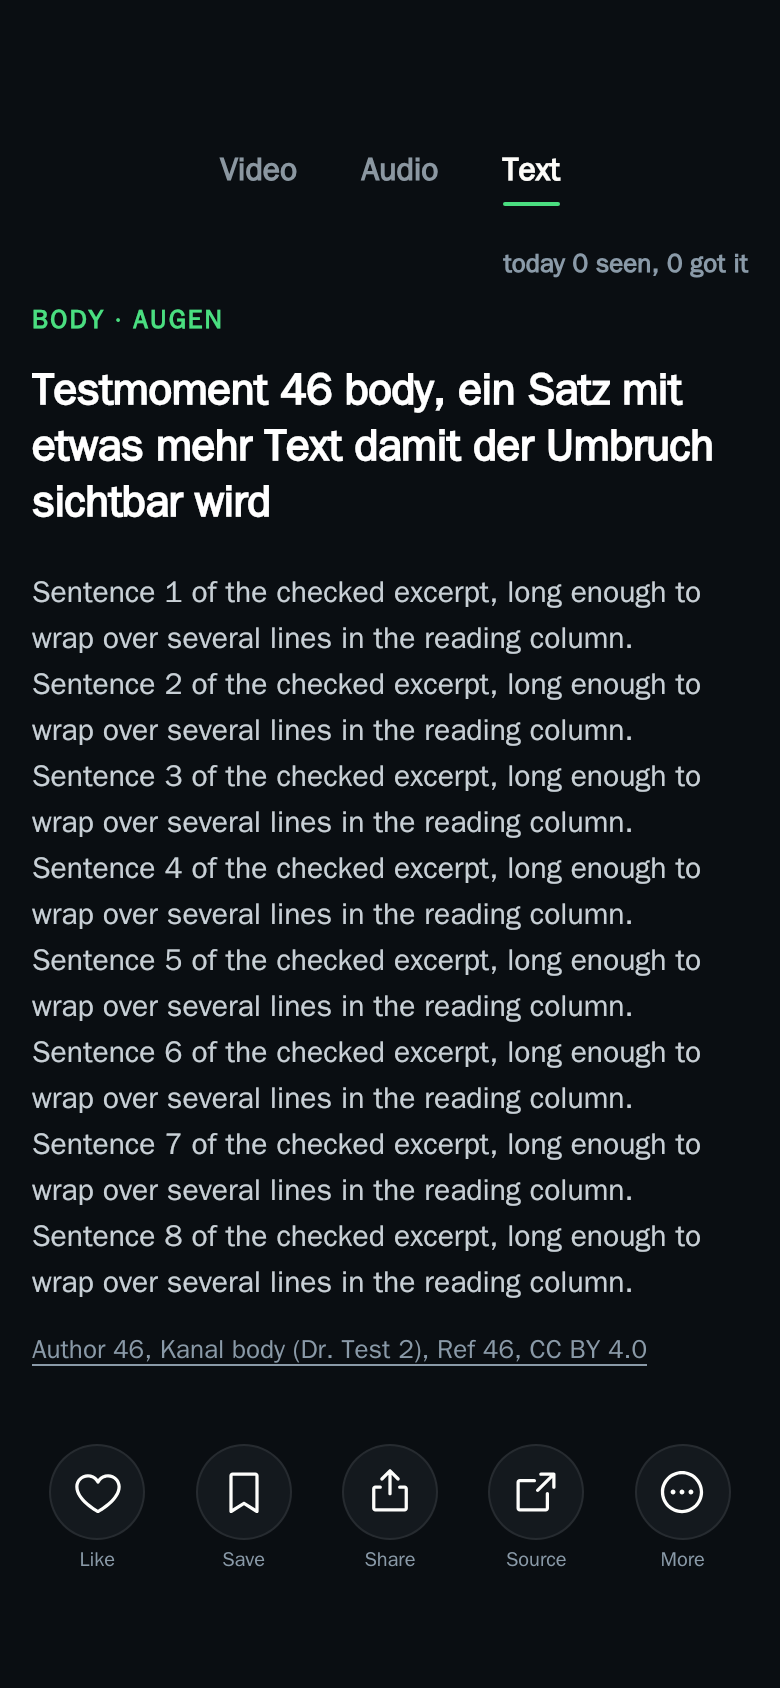 Video Audio Text
today 0 seen, 0 got it
BODY · AUGEN
Testmoment 46 body, ein Satz mit
etwas mehr Text damit der Umbruch
sichtbar wird
Sentence 1 of the checked excerpt, long enough to
wrap over several lines in the reading column.
Sentence 2 of the checked excerpt, long enough to
wrap over several lines in the reading column.
Sentence 3 of the checked excerpt, long enough to
wrap over several lines in the reading column.
Sentence 4 of the checked excerpt, long enough to
wrap over several lines in the reading column.
Sentence 5 of the checked excerpt, long enough to
wrap over several lines in the reading column.
Sentence 6 of the checked excerpt, long enough to
wrap over several lines in the reading column.
Sentence 7 of the checked excerpt, long enough to
wrap over several lines in the reading column.
Sentence 8 of the checked excerpt, long enough to
wrap over several lines in the reading column.
Author 46, Kanal body (Dr. Test 2), Ref 46, CC BY 4.0
Like Save Share Source More